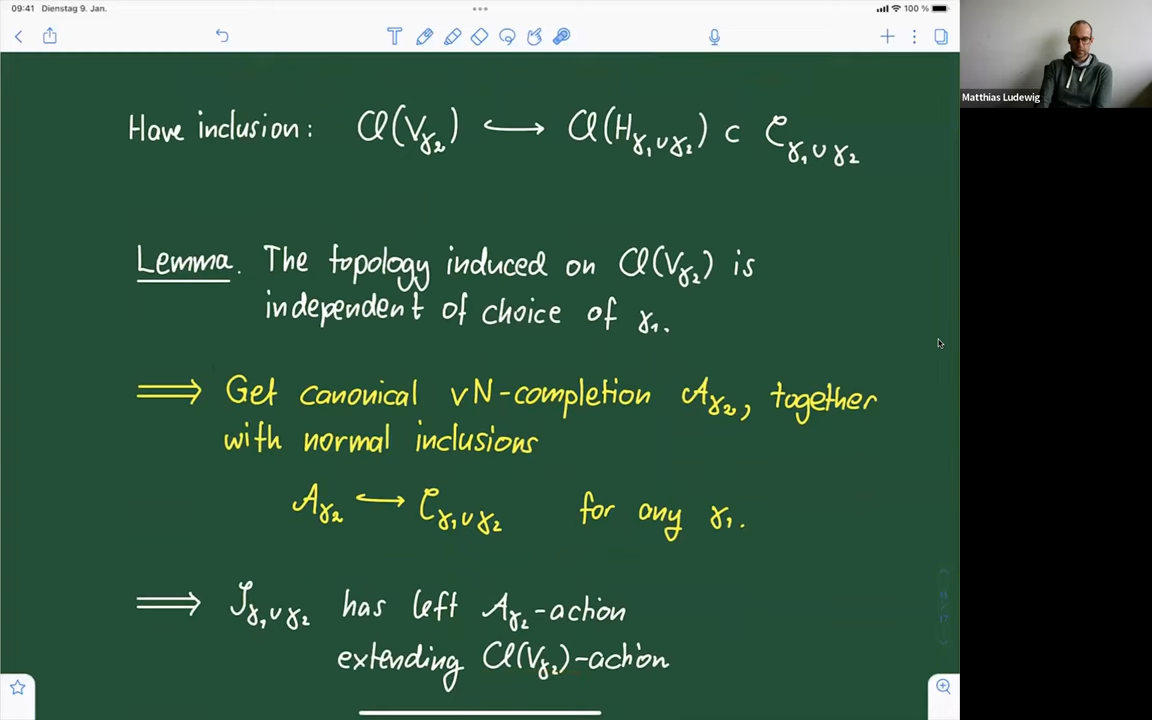 09:41 Dienstag 9. Jan.
100 %
Matthias Ludewig
Have inclusion: Cl(V_γ₂) ⟶ Cl(H_γ₁∪γ₂) ⊂ 𝒞_γ₁∪γ₂
Lemma. The topology induced on Cl(V_γ₂) is
independent of choice of γ₁.
⟹ Get canonical vN-completion A_γ₂, together
with normal inclusions
A_γ₂ ↪ 𝒞_γ₁∪γ₂ for any γ₁.
⟹ 𝒮_γ₁∪γ₂ has left A_γ₂-action
extending Cl(V_γ₂)-action